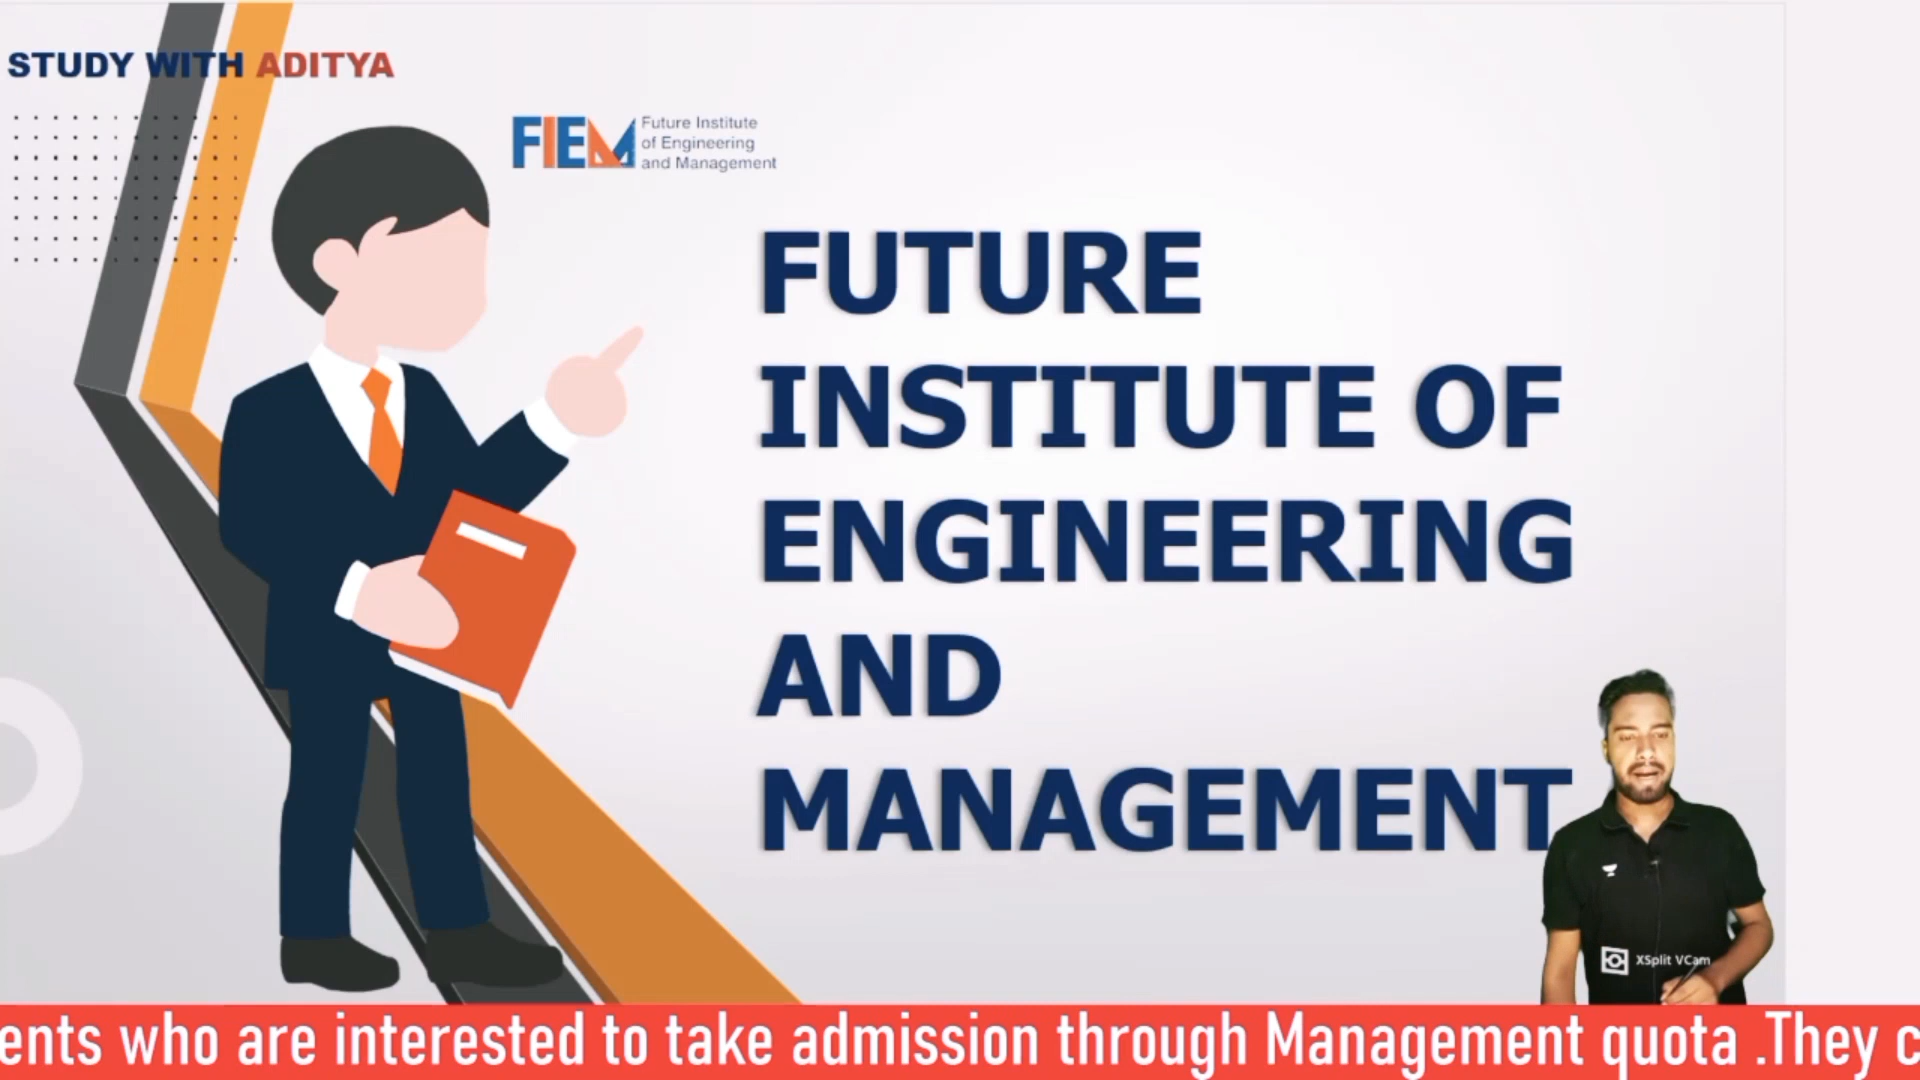 STUDY WITH ADITYA
FIEM
Future Institute
of Engineering
and Management
FUTURE
INSTITUTE OF
ENGINEERING
AND
MANAGEMENT
XSplit VCam
ents who are interested to take admission through Management quota .They c